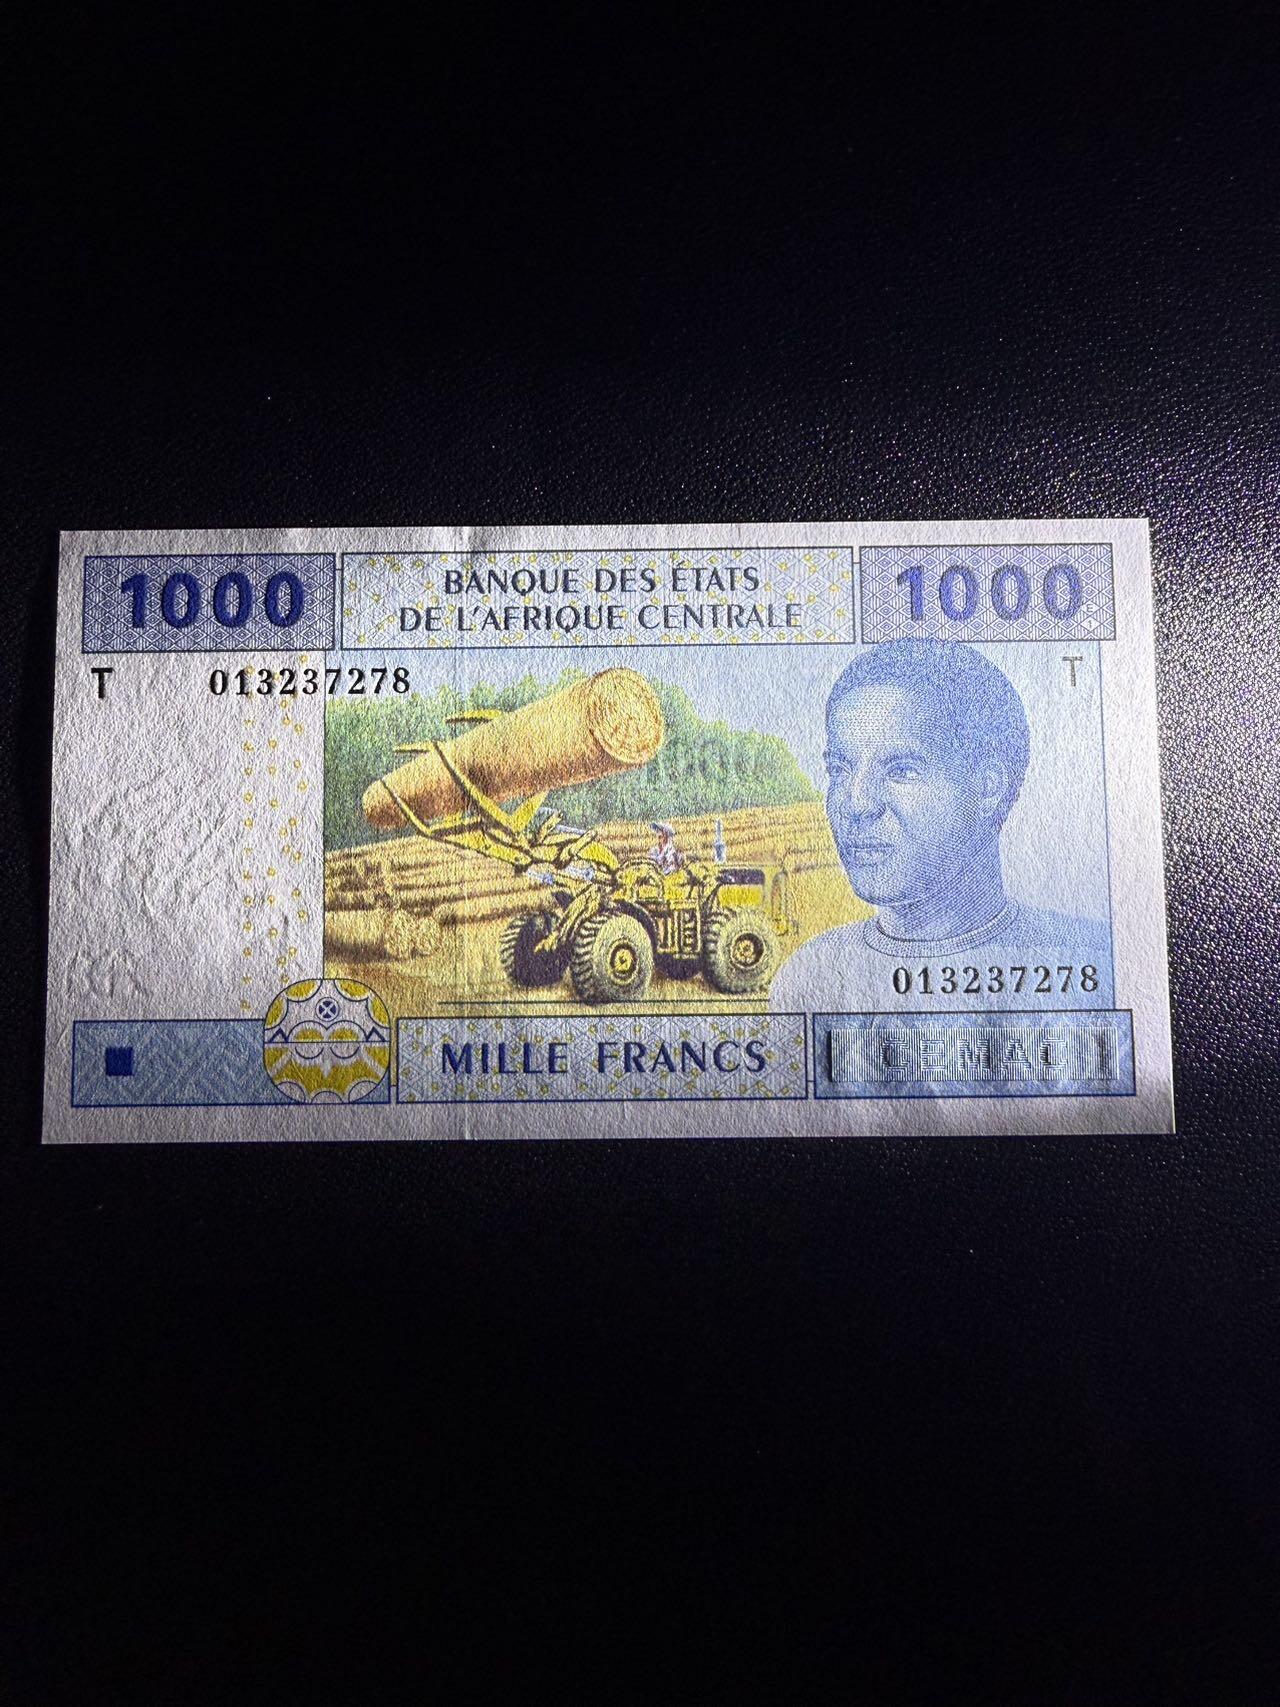 1000
BANQUE DES ÉTATS
DE L'AFRIQUE CENTRALE
1000
T 013237278
T
013237278
MILLE FRANCS
CEMAC